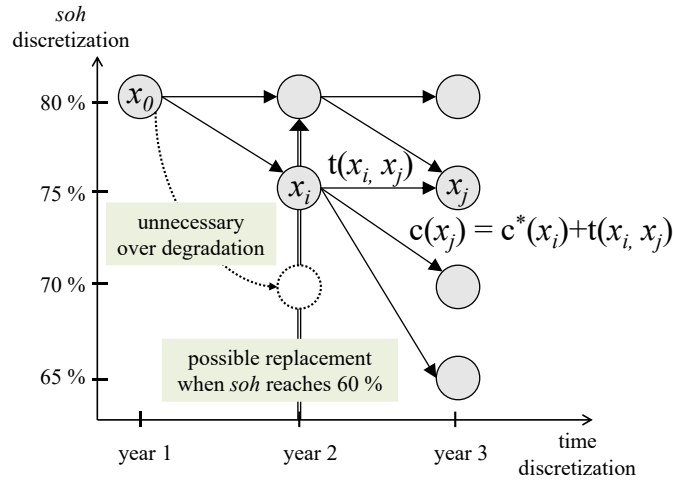 soh
discretization
80 %
x0
t(xi, xj)
75 %
xi
xj
unnecessary
over degradation
c(xj) = c*(xi)+t(xi, xj)
70 %
possible replacement
when soh reaches 60 %
65 %
year 1
year 2
year 3
time
discretization